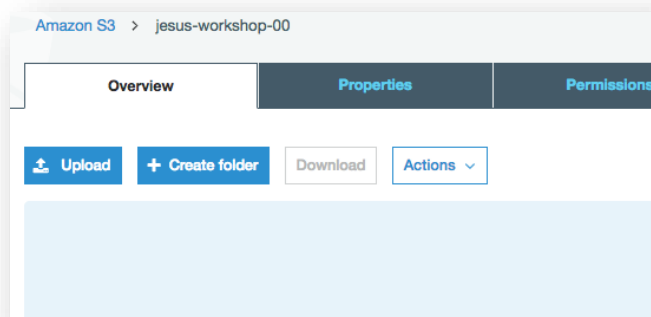 Amazon S3 > jesus-workshop-00
Overview Properties Permissions
Upload + Create folder Download Actions